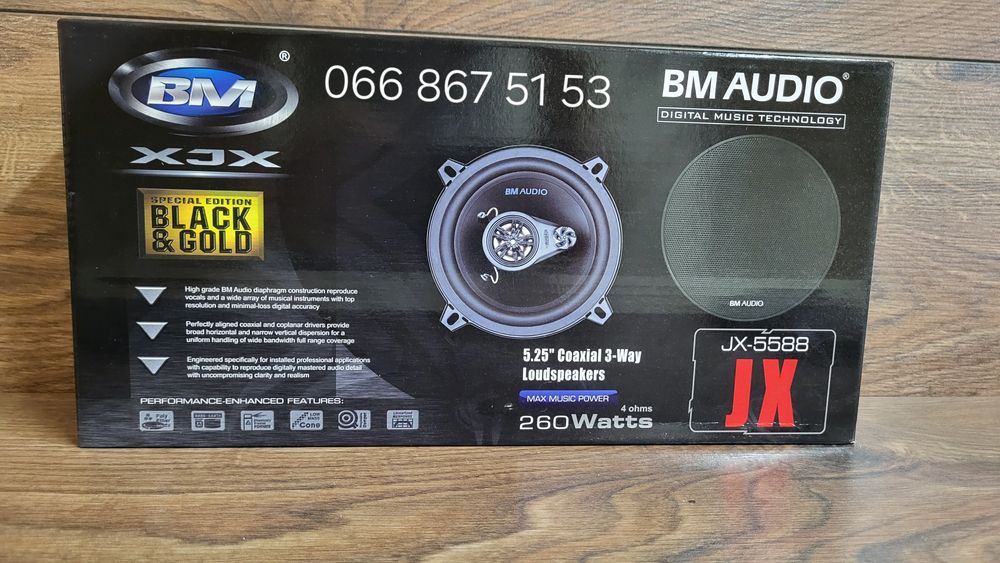 BM
®
XJX
SPECIAL EDITION
BLACK
& GOLD
066 867 51 53
BM AUDIO®
DIGITAL MUSIC TECHNOLOGY
BM AUDIO
BM AUDIO
High grade BM Audio diaphragm construction reproduce
vocals and a wide array of musical instruments with top
resolution and minimal-loss digital accuracy
Perfectly aligned coaxial and coplanar drivers provide
broad horizontal and narrow vertical dispersion for a
uniform handling of wide bandwidth full range coverage
Engineered specifically for installed professional applications
with capability to reproduce digitally mastered audio detail
with uncompromising clarity and realism
PERFORMANCE-ENHANCED FEATURES:
Poly
LOW
MASS
Cone
5.25" Coaxial 3-Way
Loudspeakers
MAX MUSIC POWER
4 ohms
260Watts
JX-5588
JX